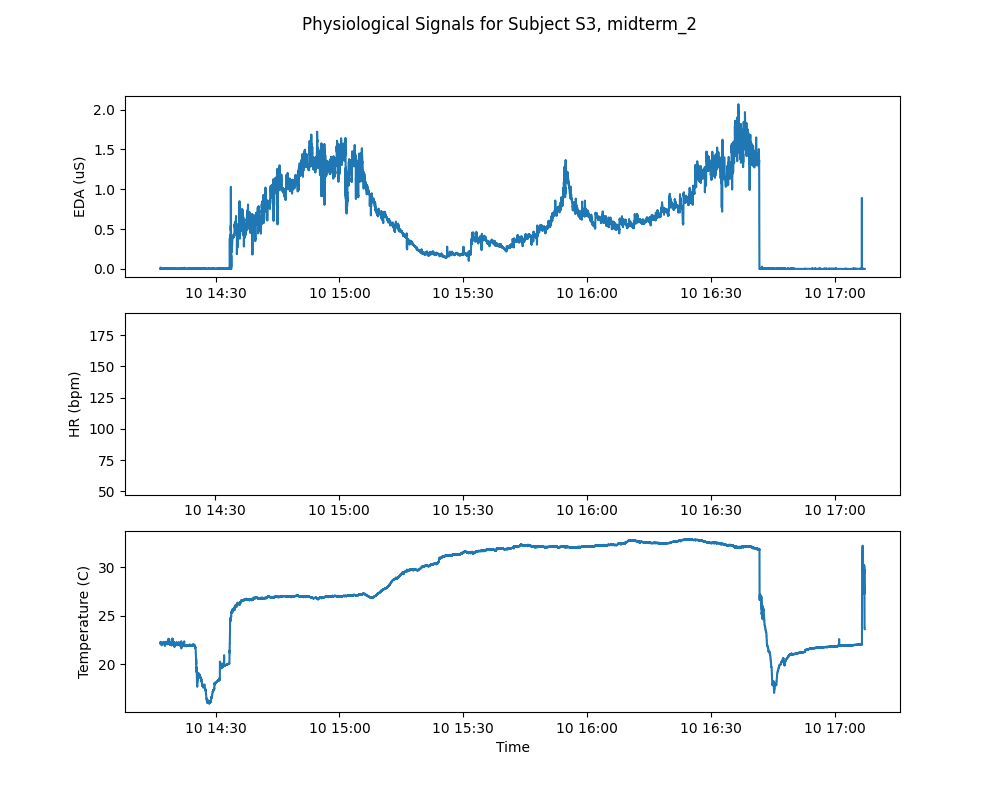 Physiological Signals for Subject S3, midterm_2
2.0
1.5
1.0
0.5
0.0
EDA (uS)
10 14:30 10 15:00 10 15:30 10 16:00 10 16:30 10 17:00
175
150
125
100
75
50
HR (bpm)
10 14:30 10 15:00 10 15:30 10 16:00 10 16:30 10 17:00
30
25
20
Temperature (C)
10 14:30 10 15:00 10 15:30 10 16:00 10 16:30 10 17:00
Time